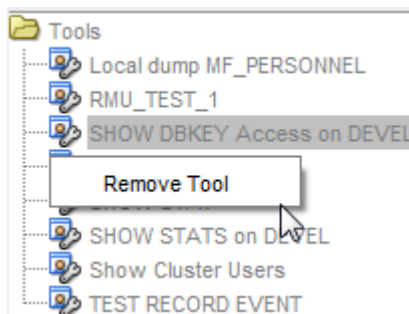 Tools
Local dump MF_PERSONNEL
RMU_TEST_1
SHOW DBKEY Access on DEVEL
Remove Tool
SHOW STATS on DEVEL
Show Cluster Users
TEST RECORD EVENT